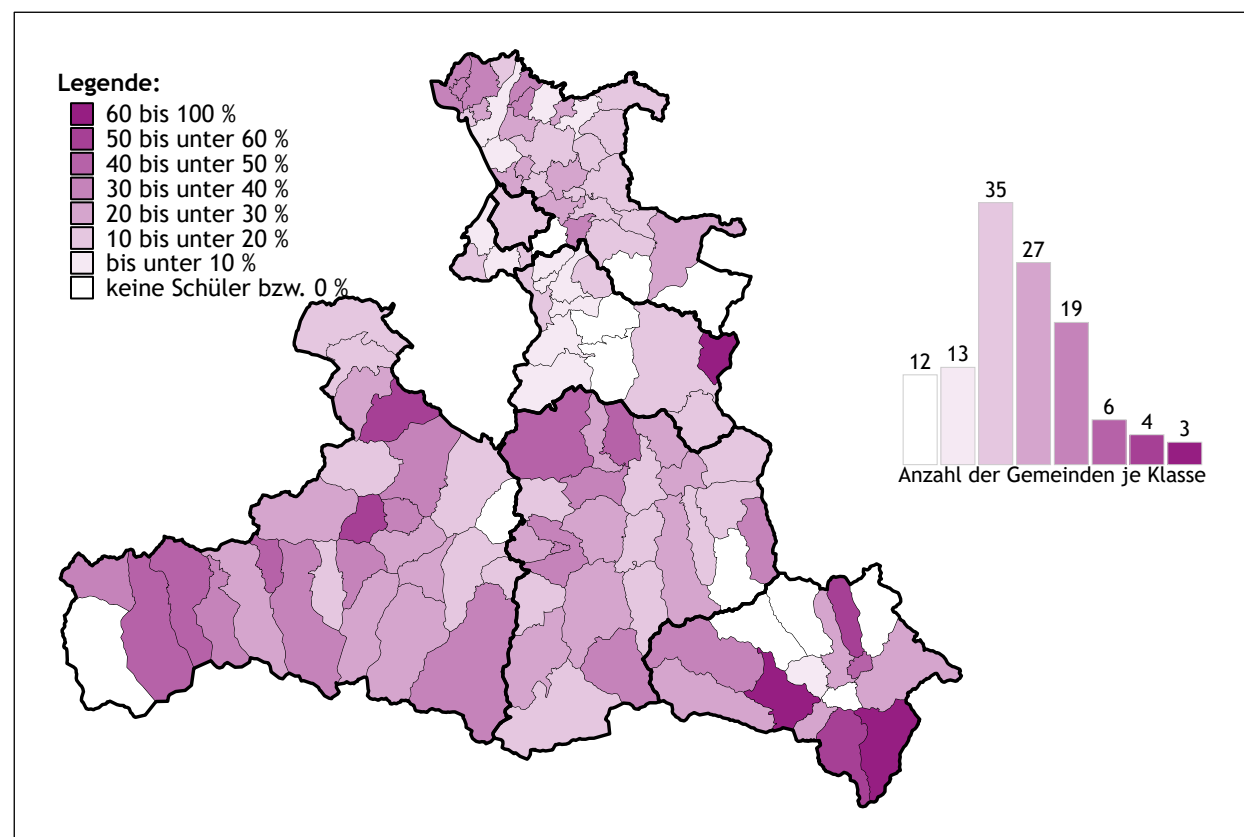 Legende:
60 bis 100 %
50 bis unter 60 %
40 bis unter 50 %
30 bis unter 40 %
20 bis unter 30 %
10 bis unter 20 %
bis unter 10 %
keine Schüler bzw. 0 %
12
13
35
27
19
6
4
3
Anzahl der Gemeinden je Klasse